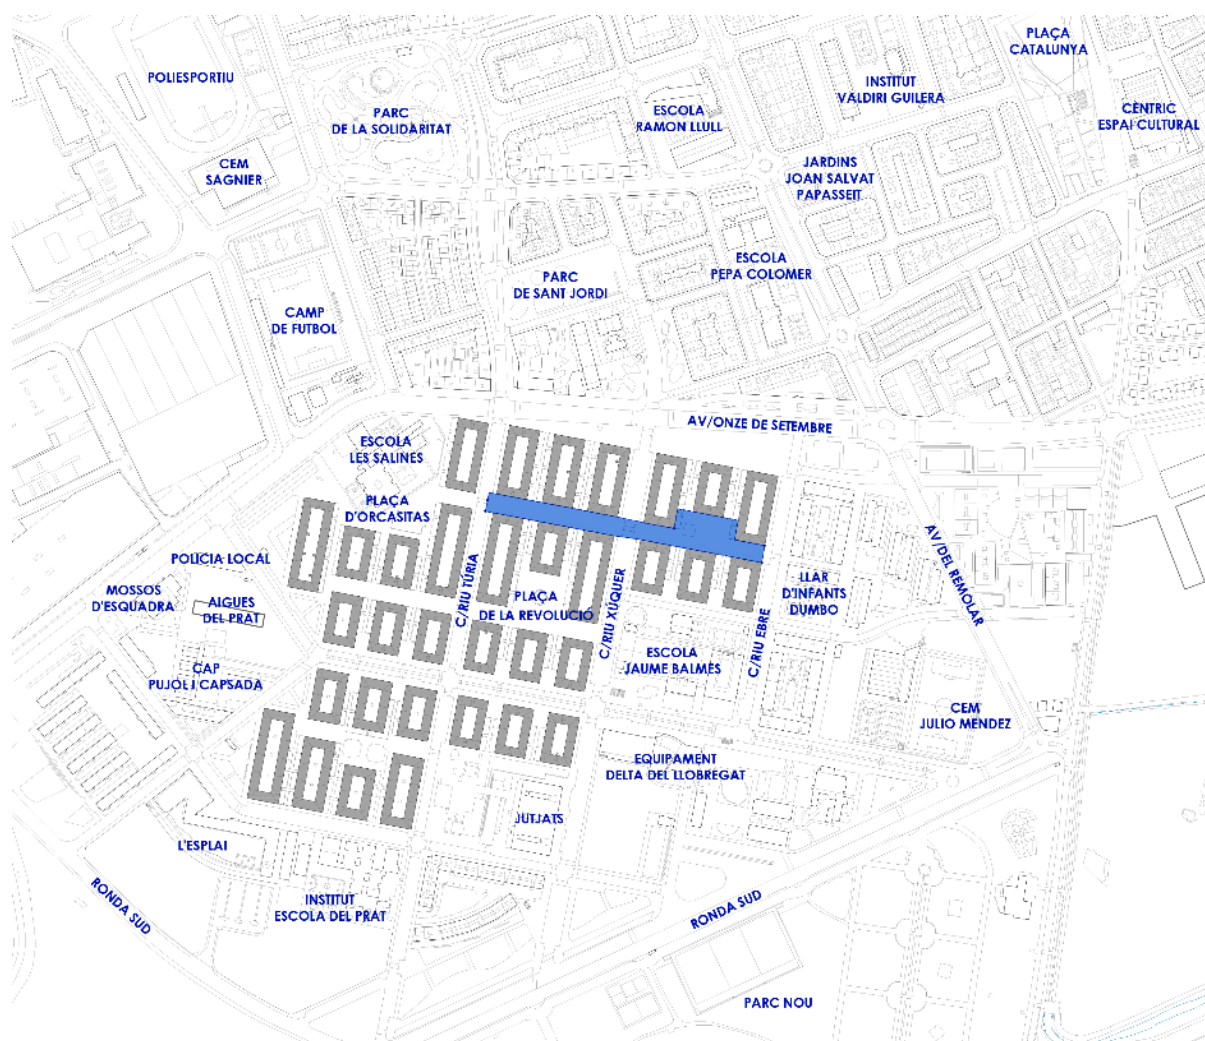 PLAÇA
CATALUNYA
POLIESPORTIU
INSTITUT
VALDIRI GUILERA
PARC
DE LA SOLIDARITAT
ESCOLA
RAMON LLULL
CÈNTRIC
ESPAI CULTURAL
CEM
SAGNIER
JARDINS
JOAN SALVAT
PAPASSEIT
ESCOLA
PEPA COLOMER
PARC
DE SANT JORDI
CAMP
DE FUTBOL
AV/ONZE DE SETEMBRE
ESCOLA
LES SALINES
PLAÇA
D'ORCASITAS
AV/DEL REMOLAR
POLICIA LOCAL
C/RIU TÚRIA
MOSSOS
D'ESQUADRA
AIGUES
DEL PRAT
PLAÇA
DE LA REVOLUCIÓ
C/RIU XÚQUER
LLAR
D'INFANTS
DUMBO
C/RIU EBRE
ESCOLA
JAUME BALMES
CAP
PUJOL I CAPSADA
CEM
JULIO MENDEZ
EQUIPAMENT
DELTA DEL LLOBREGAT
JUTJATS
L'ESPLAI
RONDA SUD
INSTITUT
ESCOLA DEL PRAT
RONDA SUD
PARC NOU